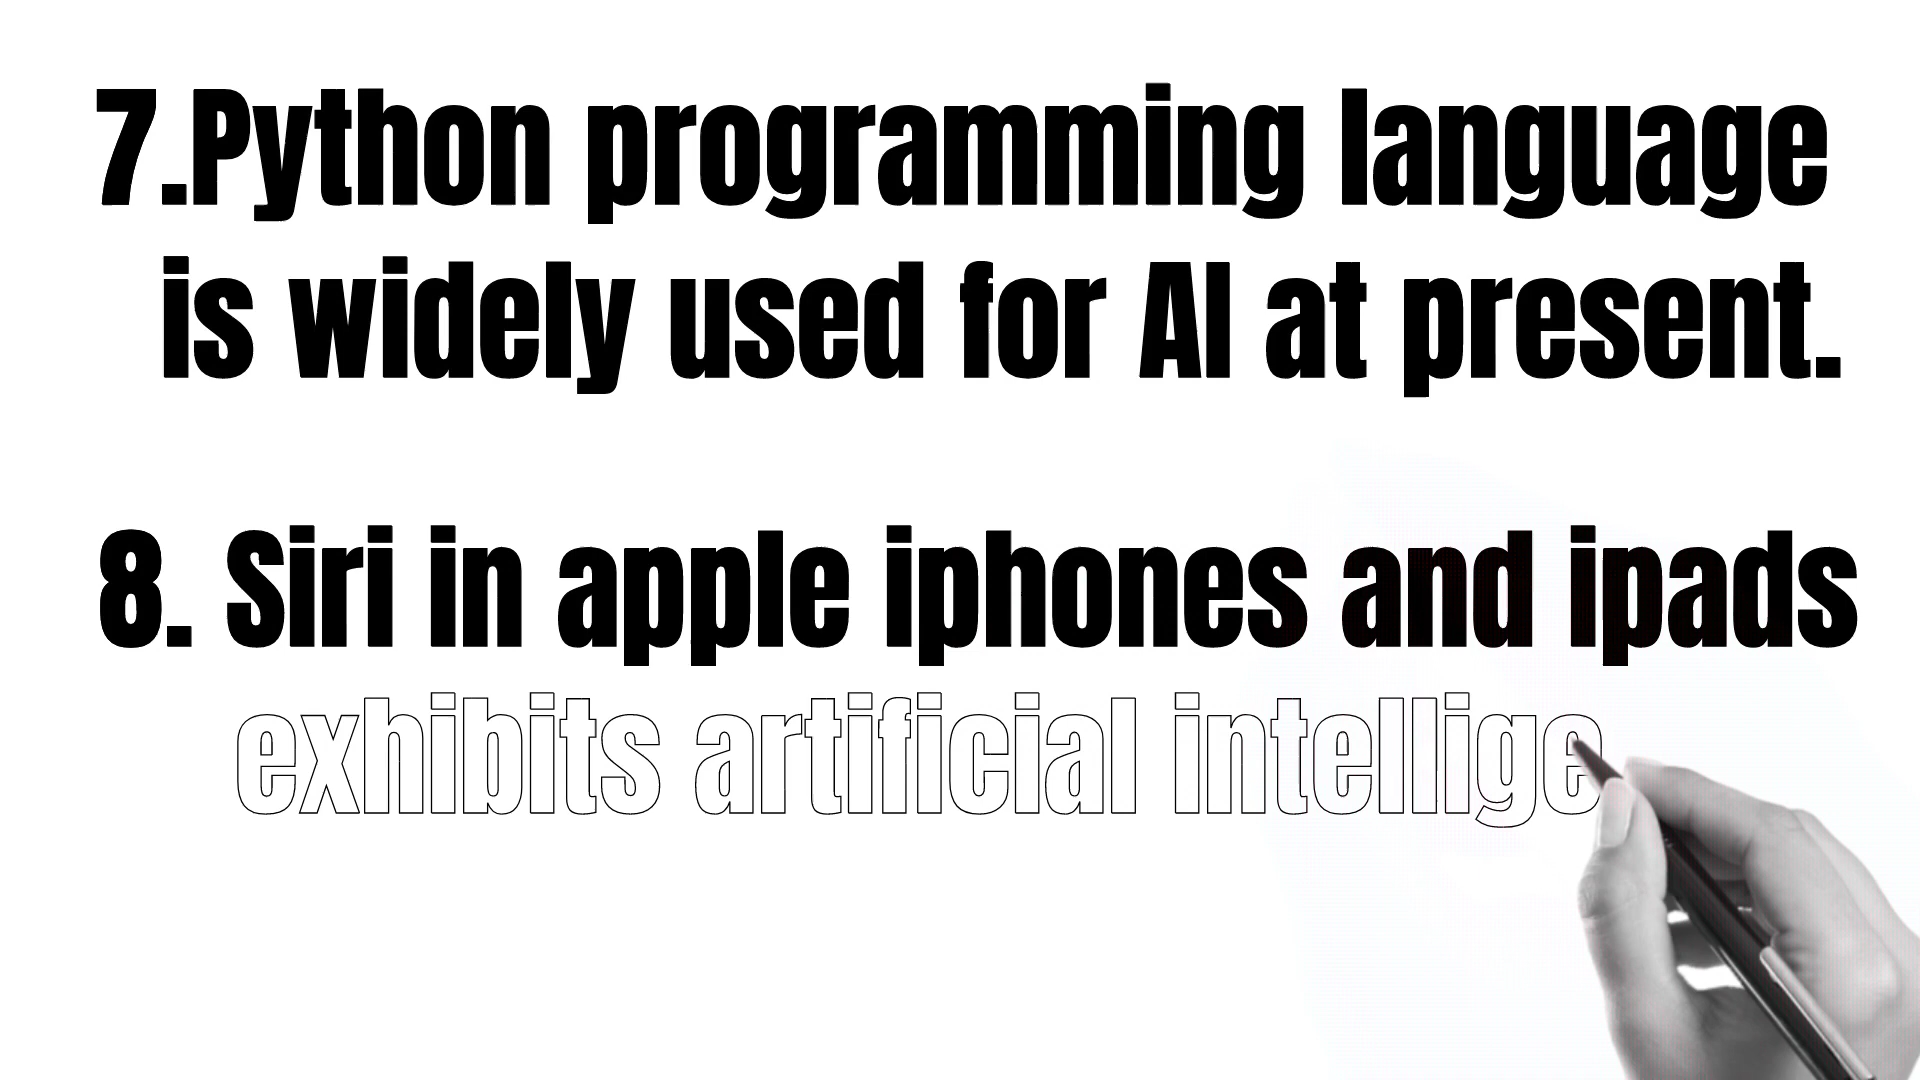 7.Python programming language
is widely used for AI at present.
8. Siri in apple iphones and ipads
exhibits artificial intellige